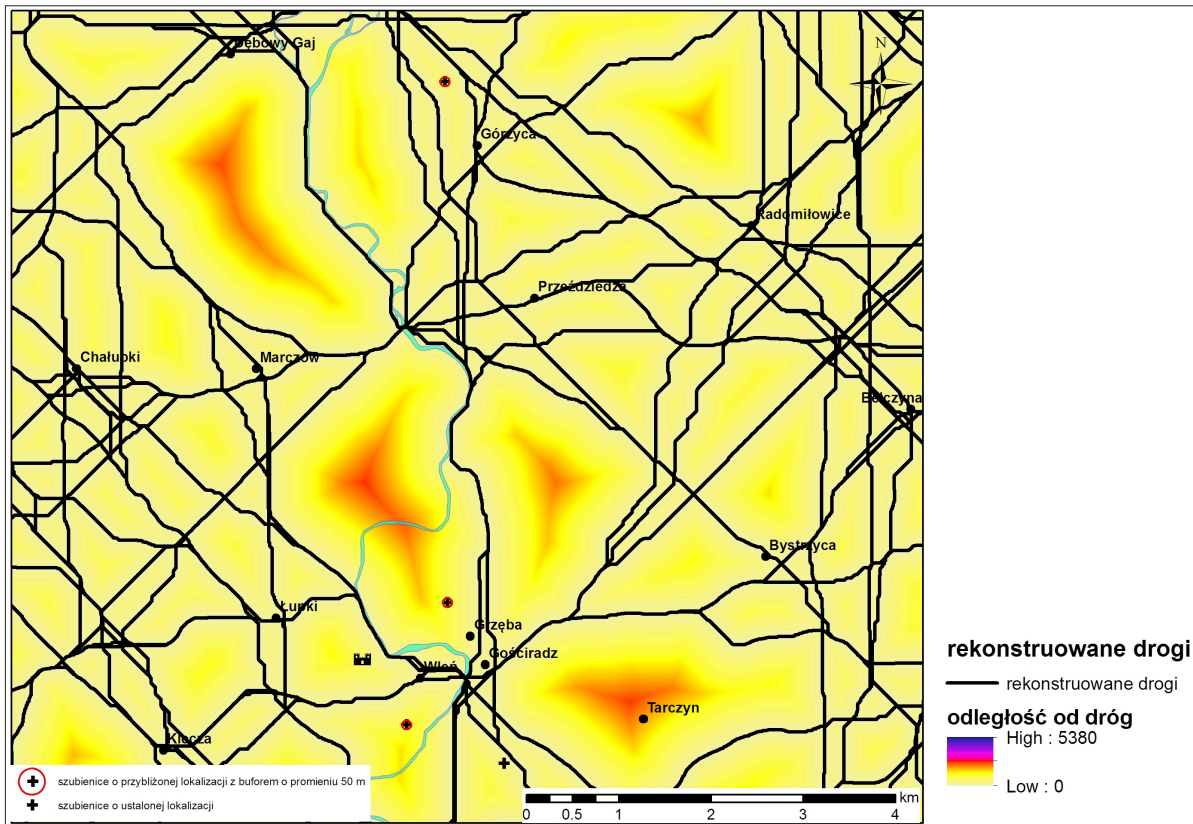 Dębowy Gaj
N
Górzyca
Radomiłowice
Przeździedza
Chałupki
Marczów
Bełczyna
Bystrzyca
Łupki
Grzęba
Gościradz
Wleń
Tarczyn
Klecza
szubienice o przybliżonej lokalizacji z buforem o promieniu 50 m
szubienice o ustalonej lokalizacji
km
0 0.5 1 2 3 4
rekonstruowane drogi
rekonstruowane drogi
odległość od dróg
High : 5380
Low : 0